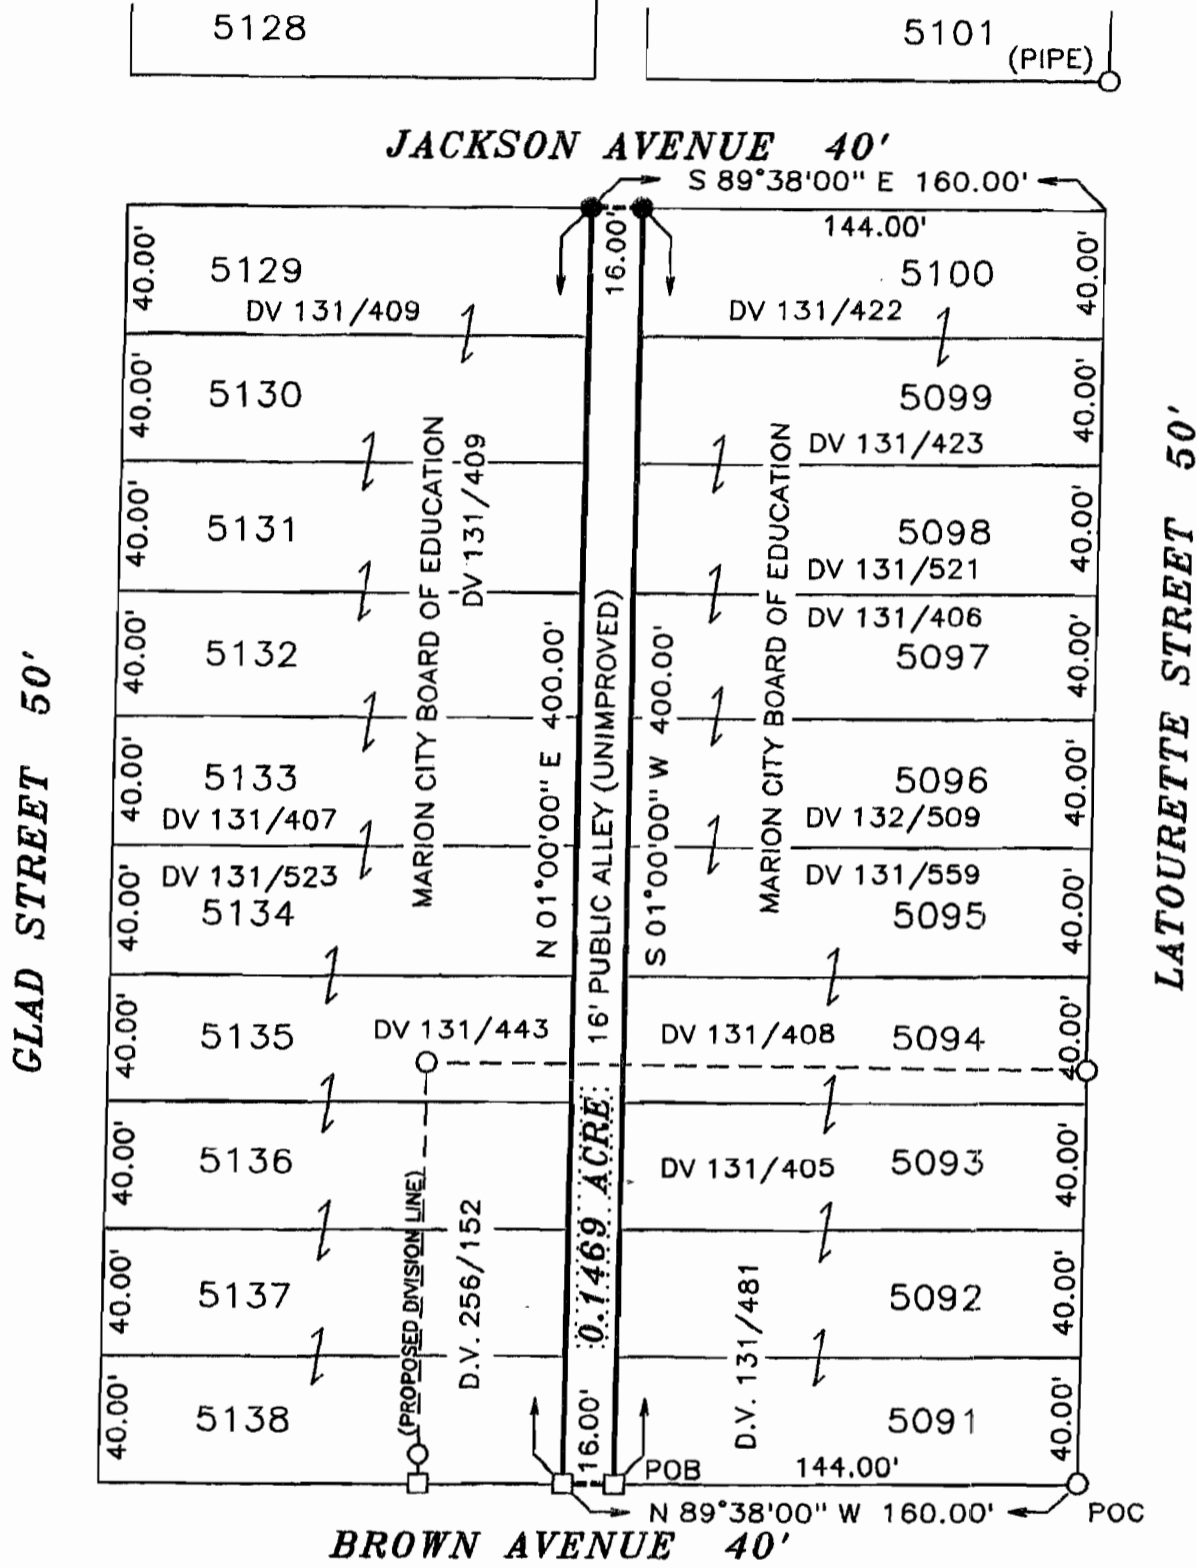 5128
5101
(PIPE)
JACKSON AVENUE 40'
S 89°38'00" E 160.00'
144.00'
16.00'
40.00'
5129
DV 131/409
5100
DV 131/422
40.00'
40.00'
5130
5099
DV 131/423
40.00'
MARION CITY BOARD OF EDUCATION
DV 131/409
MARION CITY BOARD OF EDUCATION
40.00'
5131
5098
DV 131/521
40.00'
DV 131/406
40.00'
5132
5097
40.00'
N 01°00'00" E 400.00'
16' PUBLIC ALLEY (UNIMPROVED)
S 01°00'00" W 400.00'
GLAD STREET 50'
LATOURETTE STREET 50'
40.00'
5133
DV 131/407
5096
DV 132/509
40.00'
40.00'
DV 131/523
5134
DV 131/559
5095
40.00'
40.00'
5135
DV 131/443
DV 131/408
5094
40.00'
40.00'
5136
DV 131/405
5093
40.00'
(PROPOSED DIVISION LINE)
D.V. 256/152
0.1469 ACRE
D.V. 131/481
40.00'
5137
5092
40.00'
40.00'
5138
16.00'
5091
40.00'
POB
144.00'
N 89°38'00" W 160.00'
POC
BROWN AVENUE 40'